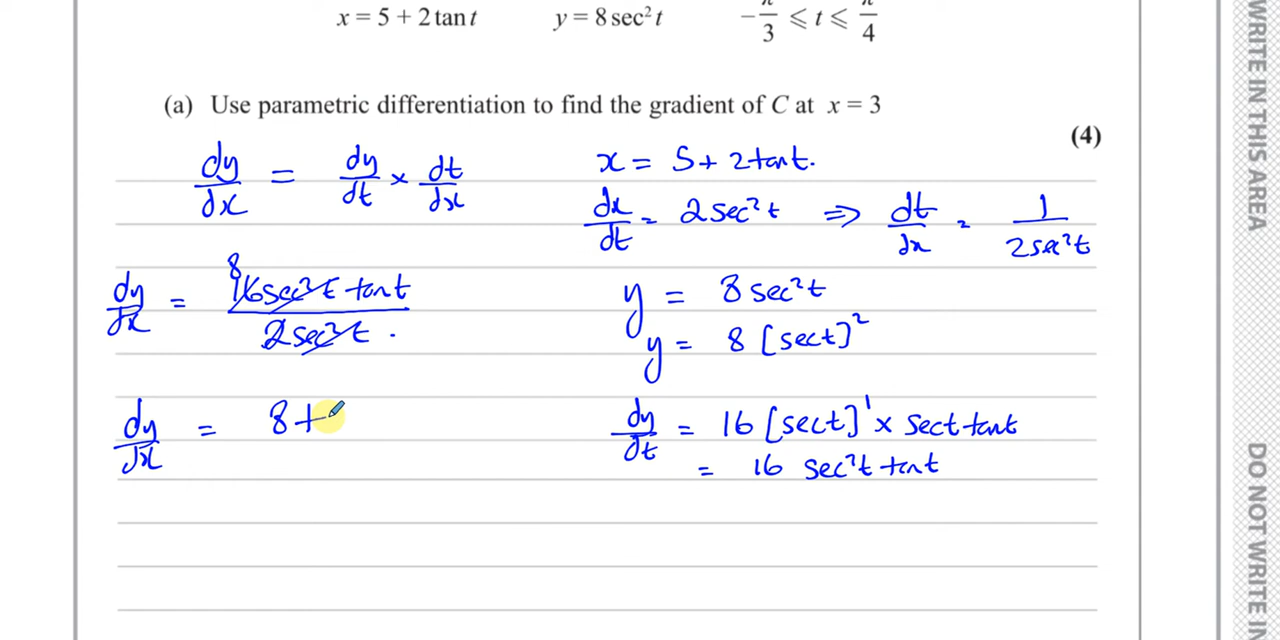 x = 5 + 2 tan t    y = 8 sec² t    −π/3 ⩽ t ⩽ π/4
(a) Use parametric differentiation to find the gradient of C at x = 3
(4)
dy/dx = dy/dt × dt/dx
x = 5 + 2tant.
dx/dt = 2sec²t ⇒ dt/dx = 1/2sec²t
dy/dx = 8 16sec²t tant / 2sec²t .
y = 8sec²t
y = 8 [sect]²
dy/dx = 8t
dy/dt = 16 [sect]¹ × sect tant
= 16 sec²t tant
WRITE IN THIS AREA
DO NOT WRITE IN